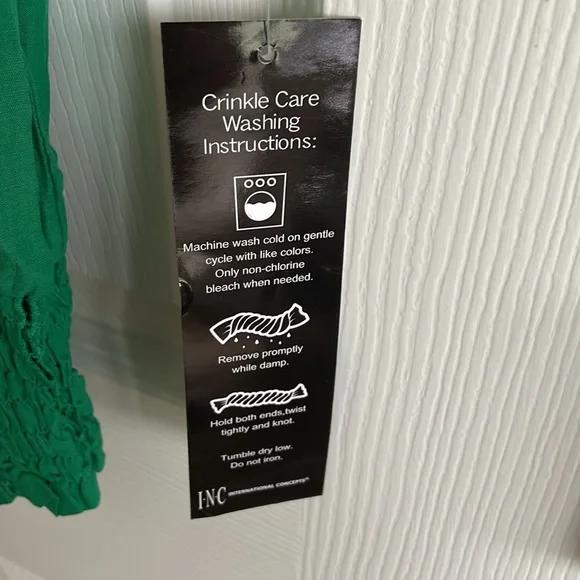 Crinkle Care
Washing
Instructions:
Machine wash cold on gentle
cycle with like colors.
Only non-chlorine
bleach when needed.
Remove promptly
while damp.
Hold both ends,twist
tightly and knot.
Tumble dry low.
Do not iron.
I·N·C INTERNATIONAL CONCEPTS®